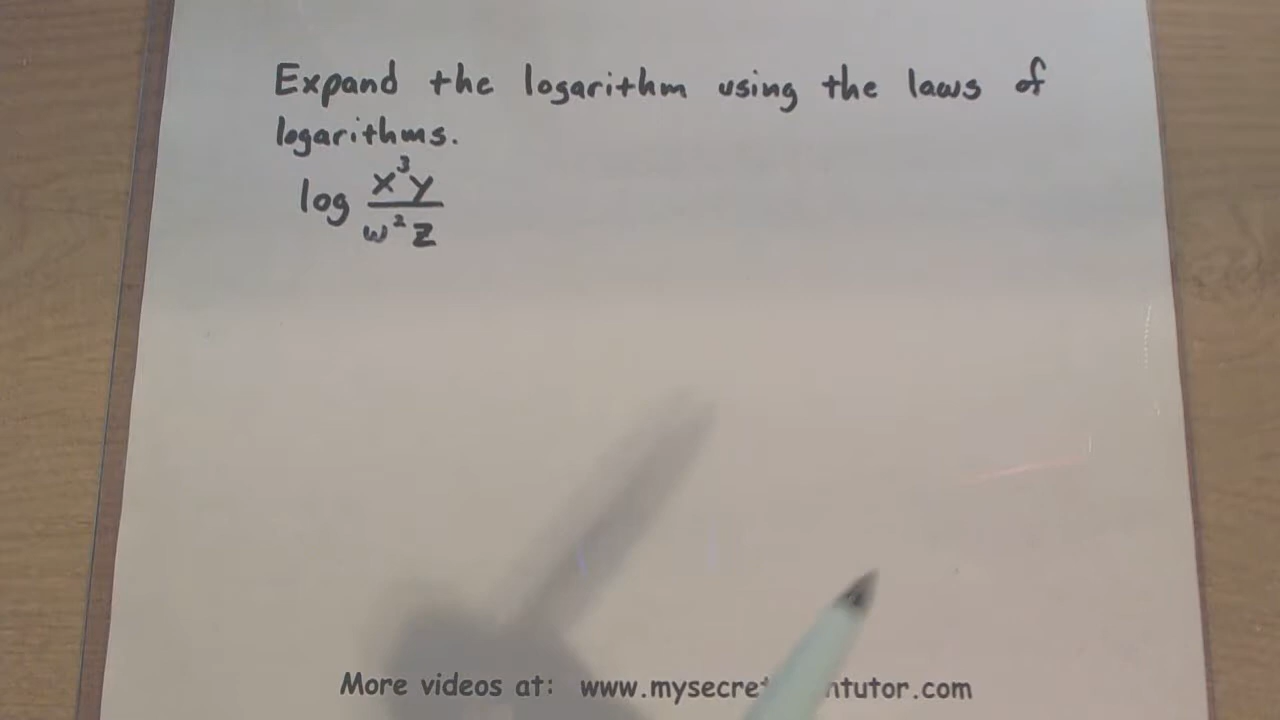 Expand the logarithm using the laws of
logarithms.
log x³y / w²z
More videos at: